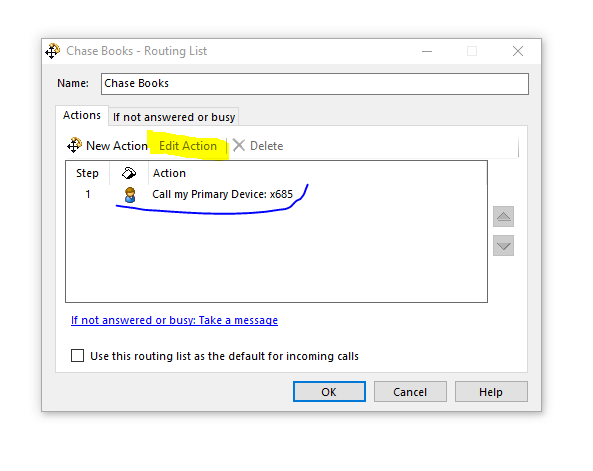 Chase Books - Routing List
Name: Chase Books
Actions If not answered or busy
New Action Edit Action Delete
Step Action
1 Call my Primary Device: x685
If not answered or busy: Take a message
Use this routing list as the default for incoming calls
OK Cancel Help